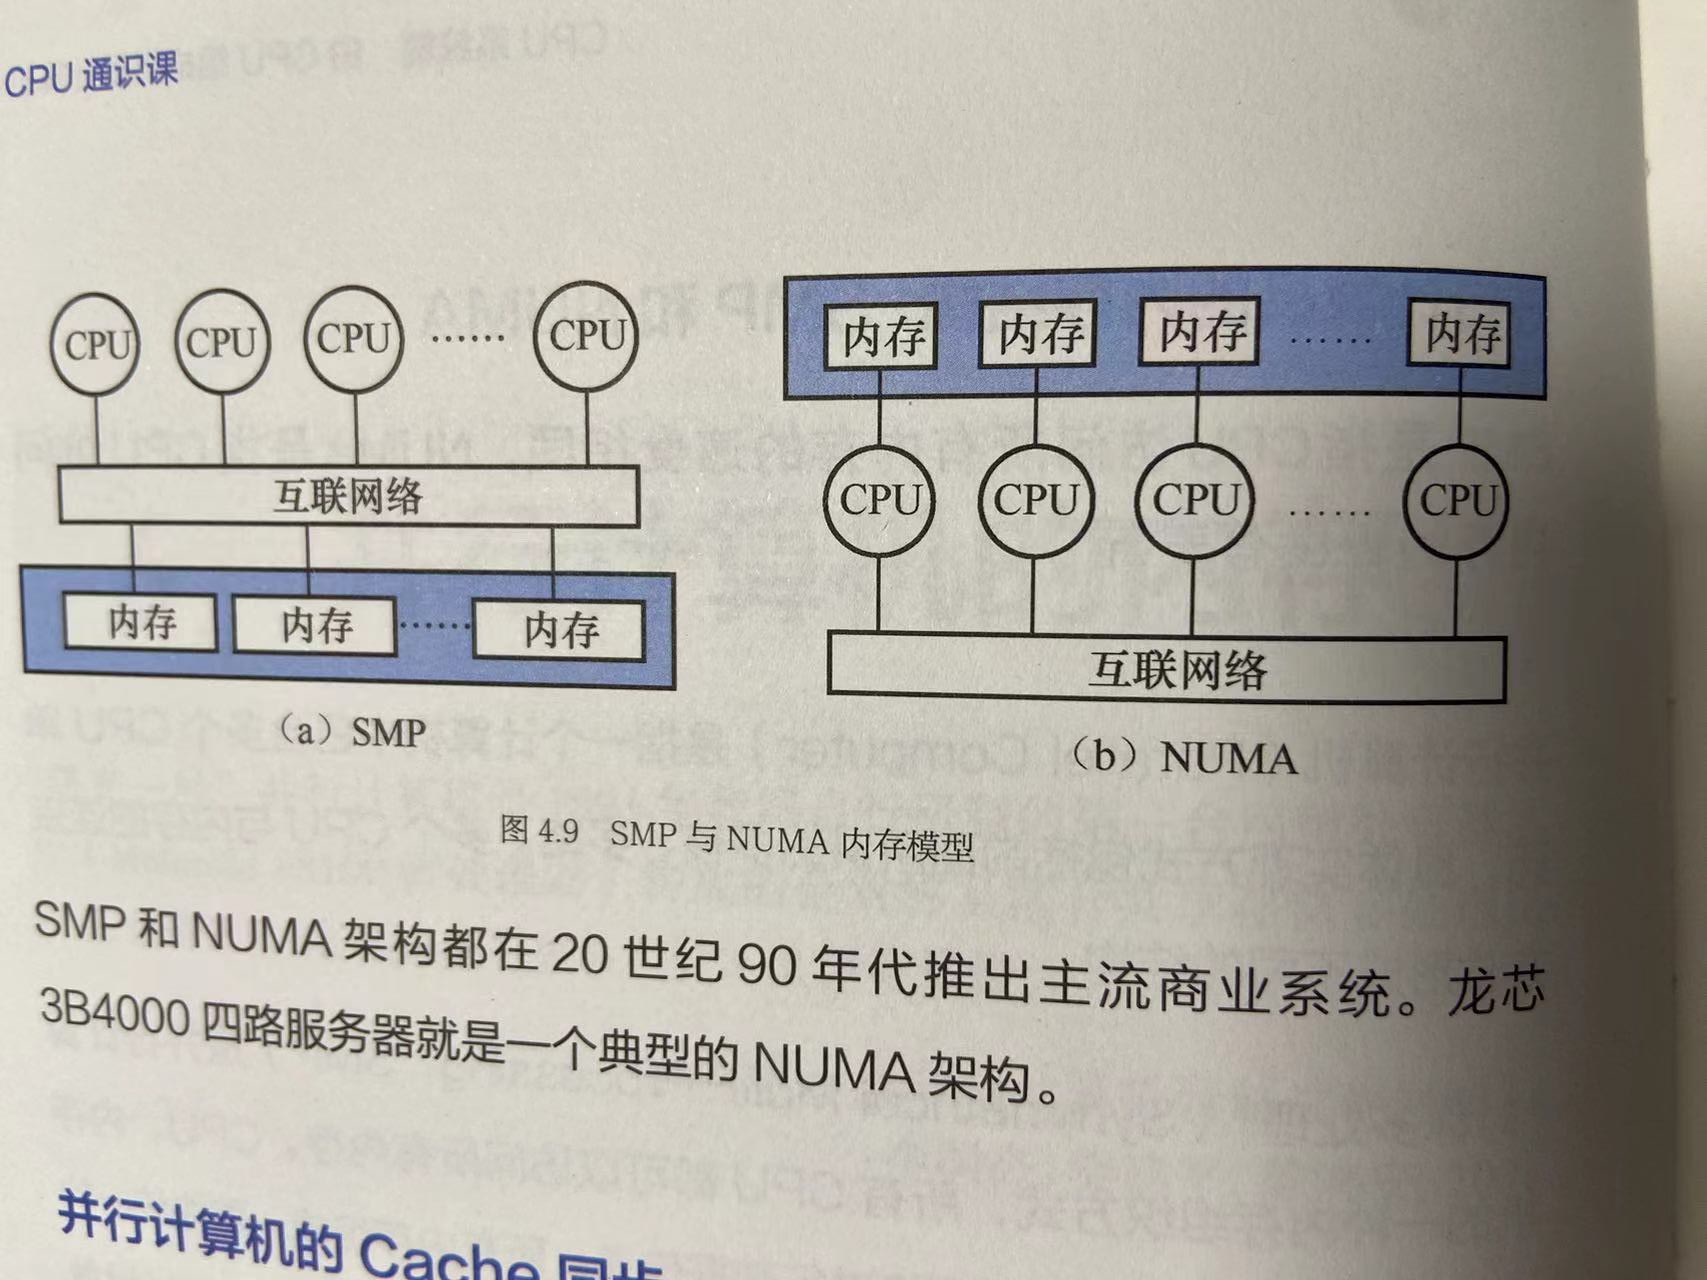 CPU 通识课
CPU CPU CPU …… CPU
互联网络
内存 内存 …… 内存
（a）SMP
内存 内存 内存 …… 内存
CPU CPU CPU …… CPU
互联网络
（b）NUMA
图 4.9 SMP 与 NUMA 内存模型
SMP 和 NUMA 架构都在 20 世纪 90 年代推出主流商业系统。龙芯
3B4000 四路服务器就是一个典型的 NUMA 架构。
并行计算机的 Cache 同步